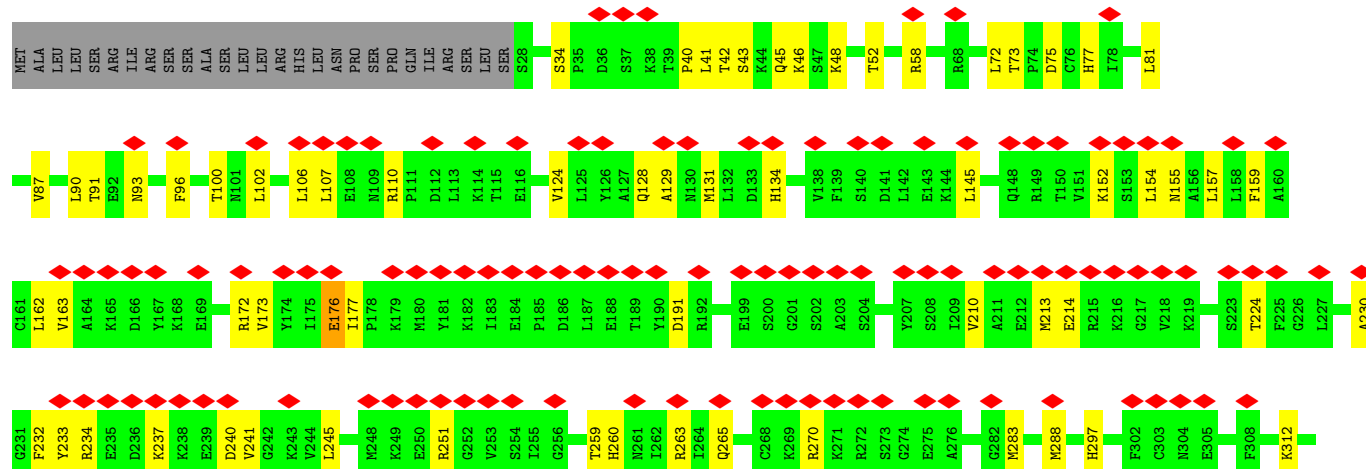 MET ALA LEU LEU SER ARG ILE ARG SER SER ALA SER LEU LEU ARG HIS LEU ASN PRO SER PRO GLN ILE ARG SER LEU SER S28 S34 P35 D36 S37 K38 T39 P40 L41 T42 S43 K44 Q45 K46 S47 K48 T52 R58 R68 L72 T73 P74 D75 C76 H77 I78 L81
V87 L90 T91 E92 N93 F96 T100 N101 L102 L106 L107 E108 N109 R110 P111 D112 L113 K114 T115 E116 V124 L125 Y126 A127 Q128 A129 N130 M131 L132 D133 H134 V138 F139 S140 D141 L142 E143 K144 L145 Q148 R149 T150 V151 K152 S153 L154 N155 A156 L157 L158 F159 A160
C161 L162 V163 A164 K165 D166 Y167 K168 E169 R172 V173 Y174 I175 E176 I177 P178 K179 M180 Y181 K182 I183 E184 P185 D186 L187 E188 T189 Y190 D191 R192 E199 S200 G201 S202 A203 S204 Y207 S208 I209 V210 A211 E212 M213 E214 R215 K216 G217 V218 K219 S223 T224 F225 G226 L227 A230
G231 F232 Y233 R234 E235 D236 K237 K238 E239 D240 V241 G242 K243 V244 L245 M248 K249 E250 R251 G252 V253 S254 I255 G256 T259 H260 N261 I262 R263 I264 Q265 C268 K269 R270 K271 R272 S273 G274 E275 A276 G282 M283 M288 H297 F302 C303 N304 E305 F308 K312